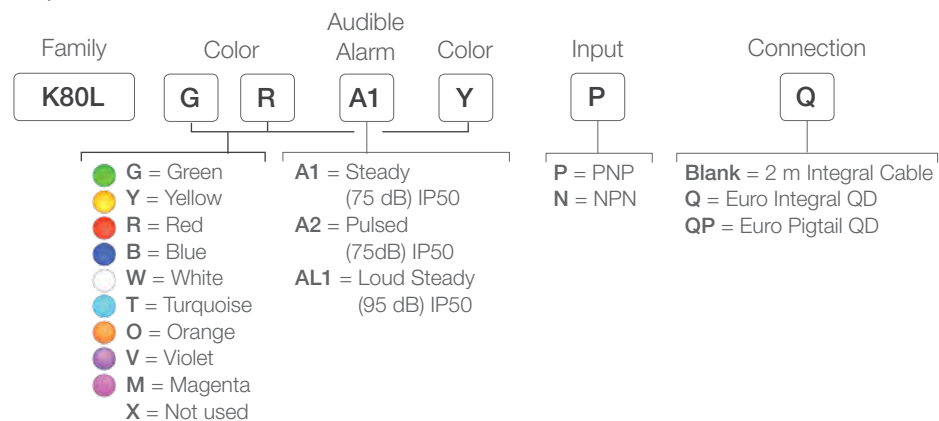 Family Color Audible Alarm Color Input Connection
K80L G R A1 Y P Q
G = Green
Y = Yellow
R = Red
B = Blue
W = White
T = Turquoise
O = Orange
V = Violet
M = Magenta
X = Not used
A1 = Steady
(75 dB) IP50
A2 = Pulsed
(75dB) IP50
AL1 = Loud Steady
(95 dB) IP50
P = PNP
N = NPN
Blank = 2 m Integral Cable
Q = Euro Integral QD
QP = Euro Pigtail QD